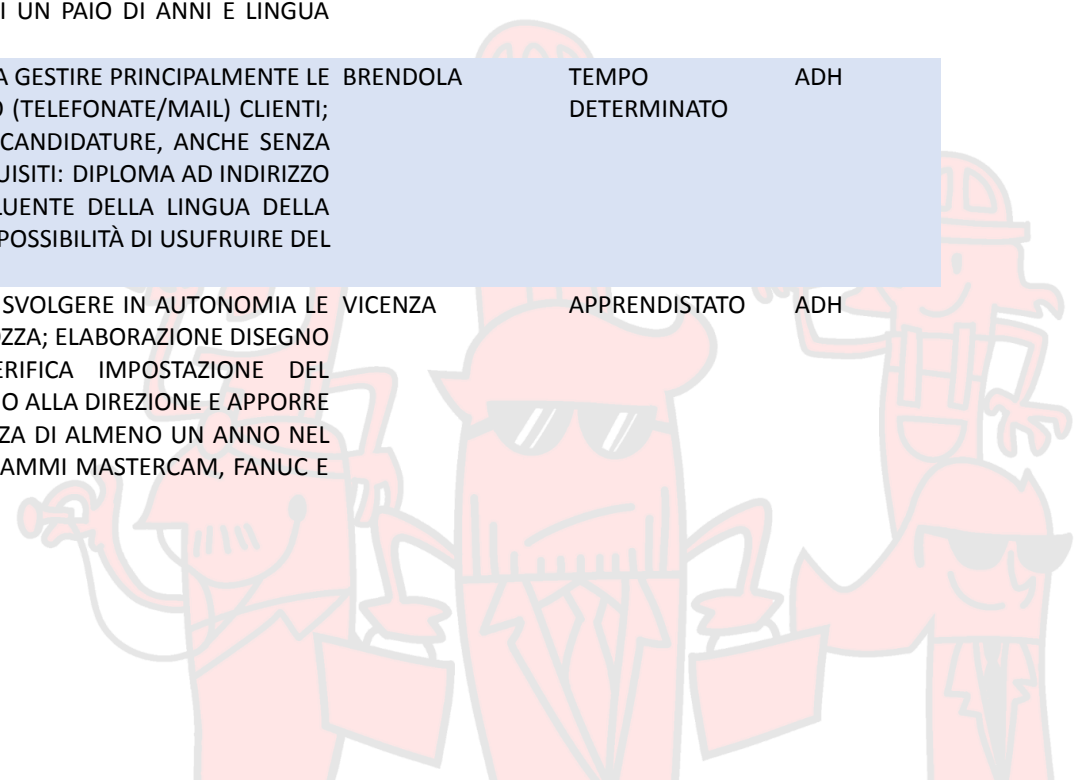 I UN PAIO DI ANNI E LINGUA
A GESTIRE PRINCIPALMENTE LE BRENDOLA TEMPO ADH
O (TELEFONATE/MAIL) CLIENTI; DETERMINATO
CANDIDATURE, ANCHE SENZA
UISITI: DIPLOMA AD INDIRIZZO
LUENTE DELLA LINGUA DELLA
POSSIBILITÀ DI USUFRUIRE DEL
SVOLGERE IN AUTONOMIA LE VICENZA APPRENDISTATO ADH
OZZA; ELABORAZIONE DISEGNO
ERIFICA IMPOSTAZIONE DEL
O ALLA DIREZIONE E APPORRE
ZA DI ALMENO UN ANNO NEL
AMMI MASTERCAM, FANUC E